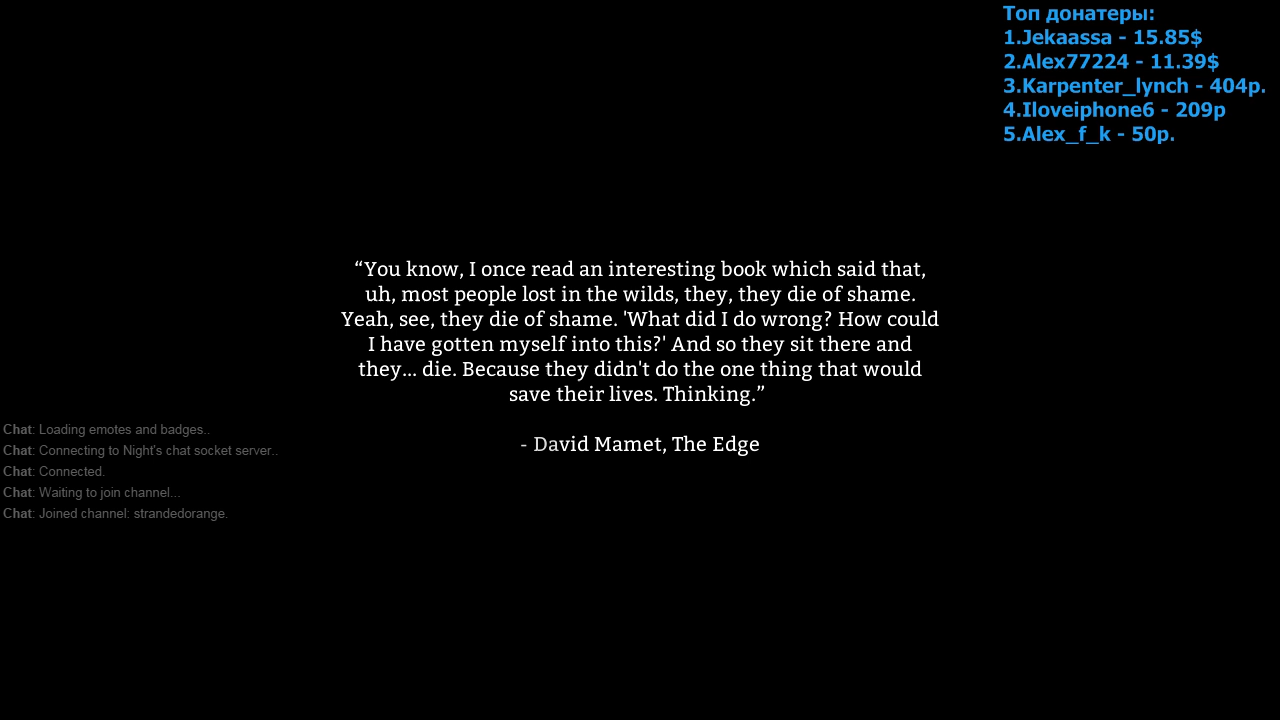 Топ донатеры:
1.Jekaassa - 15.85$
2.Alex77224 - 11.39$
3.Karpenter_lynch - 404р.
4.Iloveiphone6 - 209р
5.Alex_f_k - 50р.
“You know, I once read an interesting book which said that,
uh, most people lost in the wilds, they, they die of shame.
Yeah, see, they die of shame. 'What did I do wrong? How could
I have gotten myself into this?' And so they sit there and
they... die. Because they didn't do the one thing that would
save their lives. Thinking.”
- David Mamet, The Edge
Chat: Loading emotes and badges..
Chat: Connecting to Night's chat socket server..
Chat: Connected.
Chat: Waiting to join channel...
Chat: Joined channel: strandedorange.